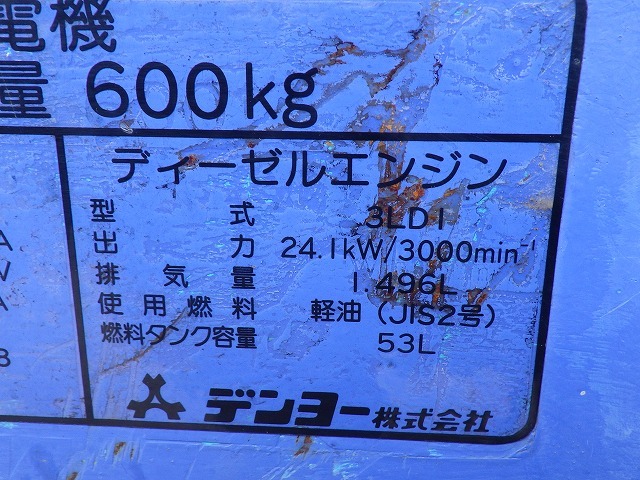 電機
量 600kg
ディーゼルエンジン
型式 3LD1
出力 24.1kW/3000min⁻¹
排気量 1.496L
使用燃料 軽油(JIS2号)
燃料タンク容量 53L
デンヨー株式会社
A
A
B